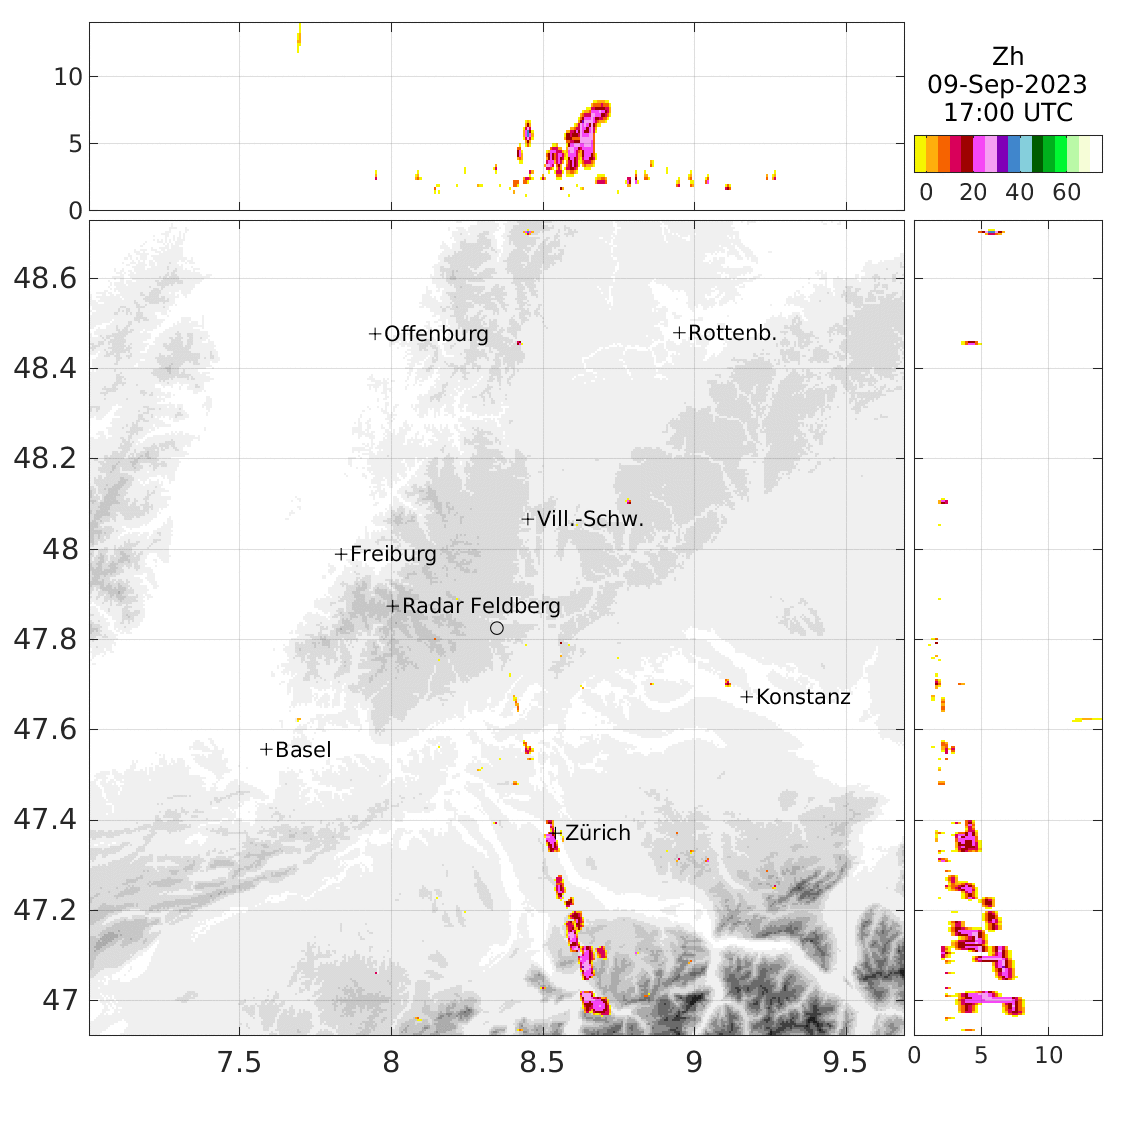 10
5
0
Zh
09-Sep-2023
17:00 UTC
0 20 40 60
48.6
48.4
48.2
48
47.8
47.6
47.4
47.2
47
Offenburg
Rottenb.
Vill.-Schw.
Freiburg
Radar Feldberg
Konstanz
Basel
Zürich
7.5 8 8.5 9 9.5
0 5 10